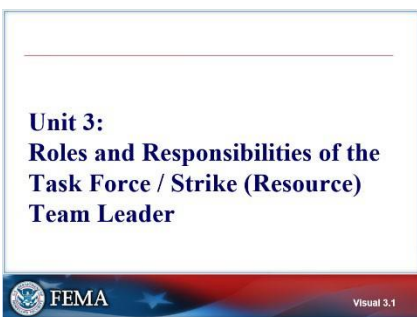 Unit 3:
Roles and Responsibilities of the
Task Force / Strike (Resource)
Team Leader
FEMA
Visual 3.1